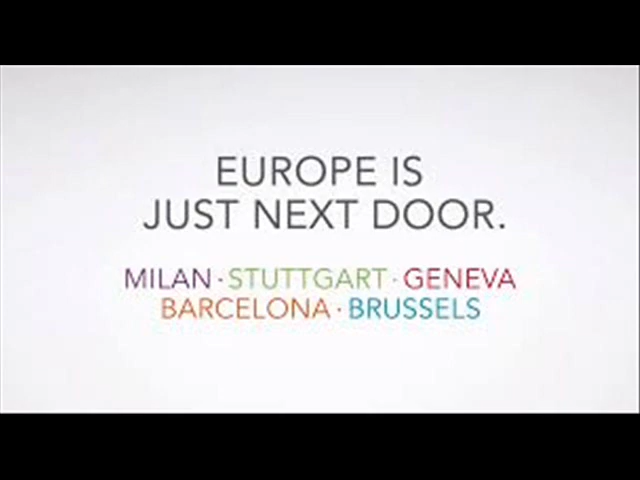 EUROPE IS
JUST NEXT DOOR.
MILAN · STUTTGART · GENEVA
BARCELONA · BRUSSELS